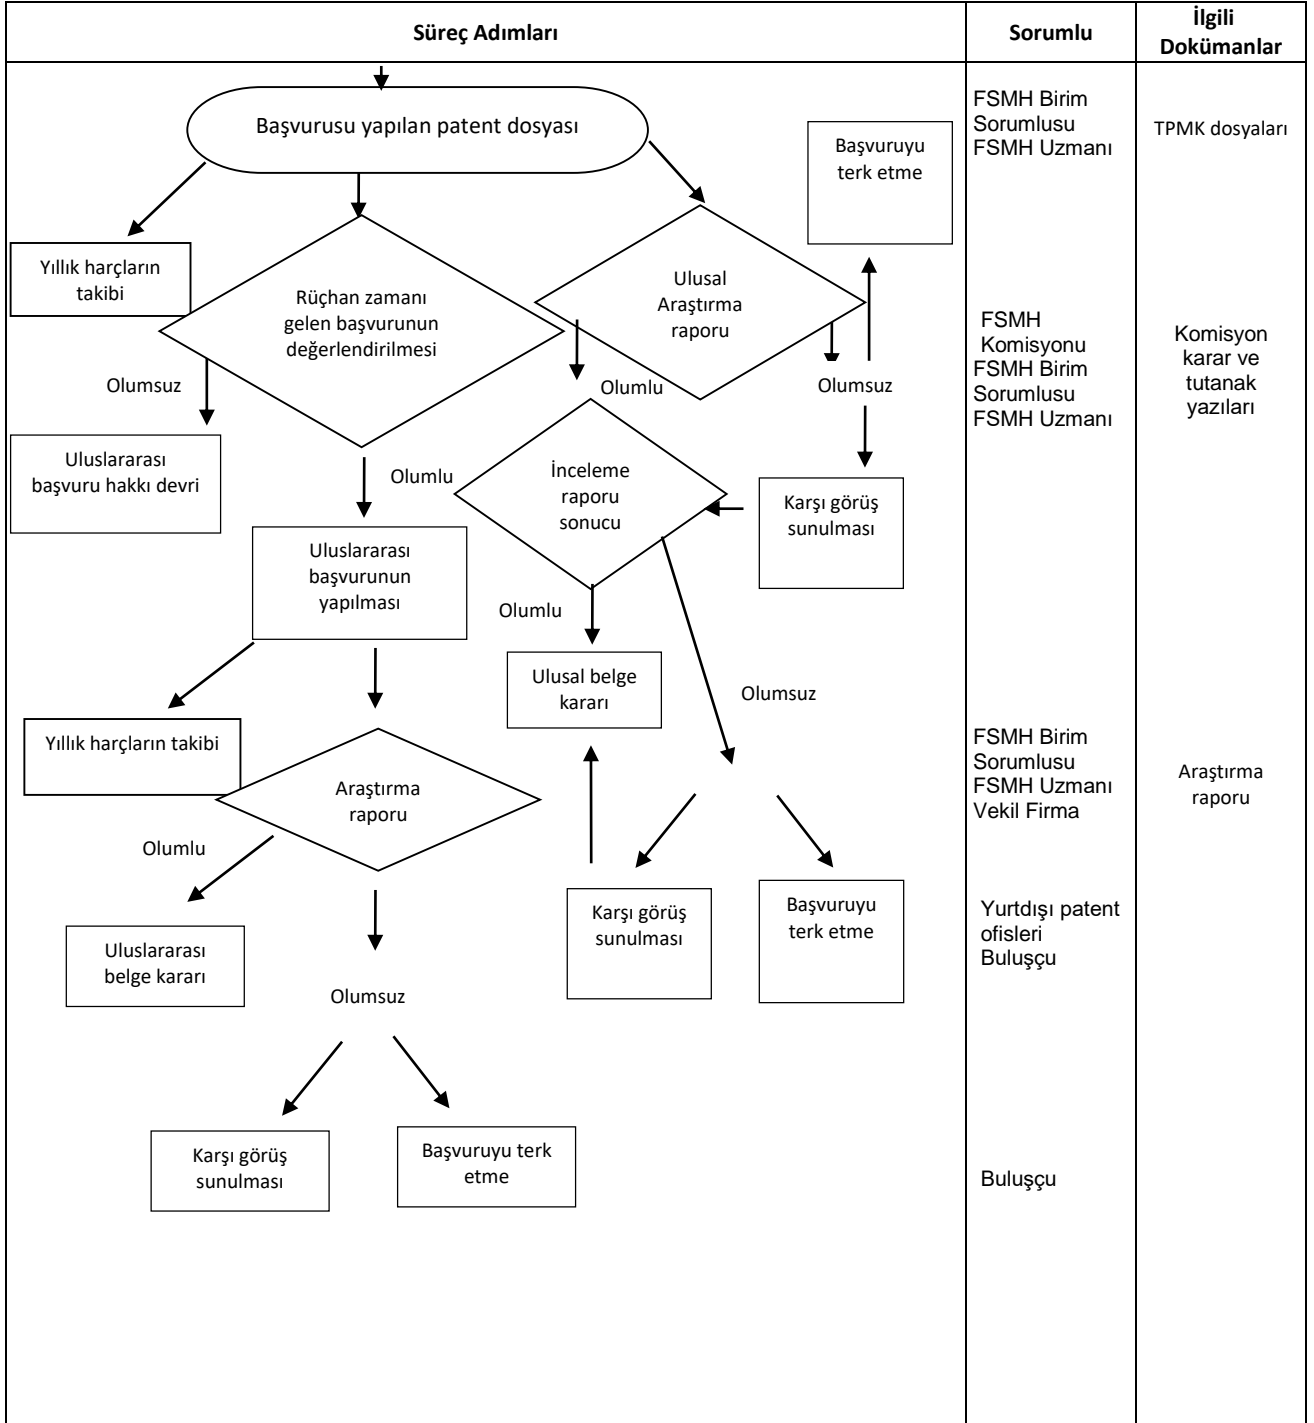 Süreç Adımları
Sorumlu
İlgili
Dokümanlar
Başvurusu yapılan patent dosyası
FSMH Birim
Sorumlusu
FSMH Uzmanı
TPMK dosyaları
Başvuruyu
terk etme
Yıllık harçların
takibi
Rüçhan zamanı
gelen başvurunun
değerlendirilmesi
Ulusal
Araştırma
raporu
FSMH
Komisyonu
FSMH Birim
Sorumlusu
FSMH Uzmanı
Komisyon
karar ve
tutanak
yazıları
Olumsuz
Olumlu
Olumsuz
Uluslararası
başvuru hakkı devri
Olumlu
İnceleme
raporu
sonucu
Karşı görüş
sunulması
Uluslararası
başvurunun
yapılması
Olumlu
Ulusal belge
kararı
Olumsuz
Yıllık harçların takibi
Araştırma
raporu
FSMH Birim
Sorumlusu
FSMH Uzmanı
Vekil Firma
Araştırma
raporu
Olumlu
Karşı görüş
sunulması
Başvuruyu
terk etme
Yurtdışı patent
ofisleri
Buluşçu
Uluslararası
belge kararı
Olumsuz
Karşı görüş
sunulması
Başvuruyu terk
etme
Buluşçu